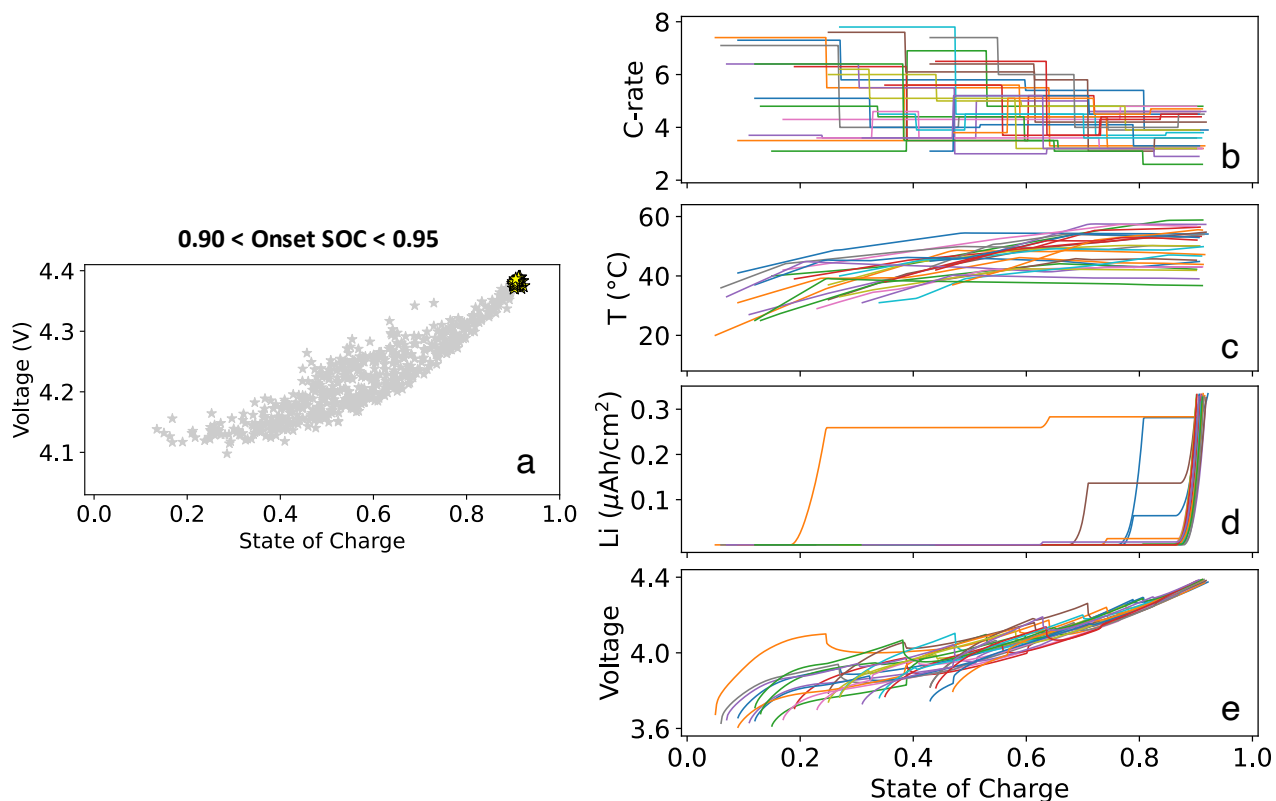 0.90 < Onset SOC < 0.95
4.4
4.3
4.2
4.1
Voltage (V)
a
0.0 0.2 0.4 0.6 0.8 1.0
State of Charge
8
6
4
2
C-rate
b
60
40
20
T (°C)
c
0.3
0.2
0.1
Li (μAh/cm²)
d
4.4
4.0
3.6
Voltage
e
0.0 0.2 0.4 0.6 0.8 1.0
State of Charge